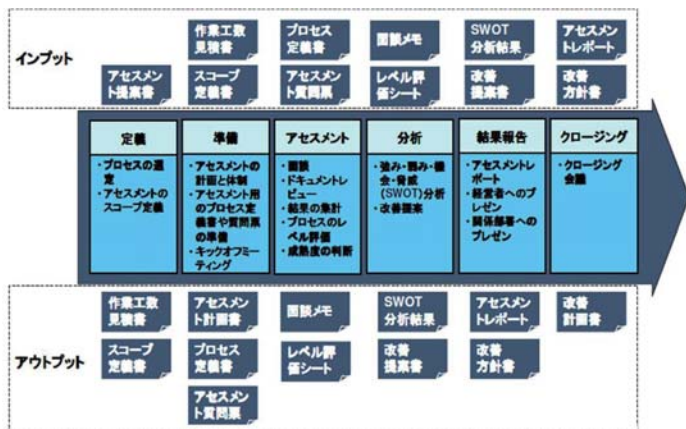 インプット
作業工数
見積書
プロセス
定義書
面談メモ
SWOT
分析結果
アセスメン
トレポート
アセスメン
ト提案書
スコープ
定義書
アセスメン
ト質問票
レベル評
価シート
改善
提案書
改善
方針書
定義
・プロセスの選
定
・アセスメントの
スコープ定義
準備
・アセスメントの
計画と体制
・アセスメント用
のプロセス定
義書や質問票
の準備
・キックオフミー
ティング
アセスメント
・面談
・ドキュメントレ
ビュー
・結果の集計
・プロセスのレ
ベル評価
・成熟度の判断
分析
・強み・弱み・機
会・脅威
(SWOT)分析
・改善提案
結果報告
・アセスメントレ
ポート
・経営者へのプ
レゼン
・関係部署への
プレゼン
クロージング
・クロージング
会議
アウトプット
作業工数
見積書
アセスメン
ト計画書
面談メモ
SWOT
分析結果
アセスメン
トレポート
改善
計画書
スコープ
定義書
プロセス
定義書
レベル評
価シート
改善
提案書
改善
方針書
アセスメン
ト質問票